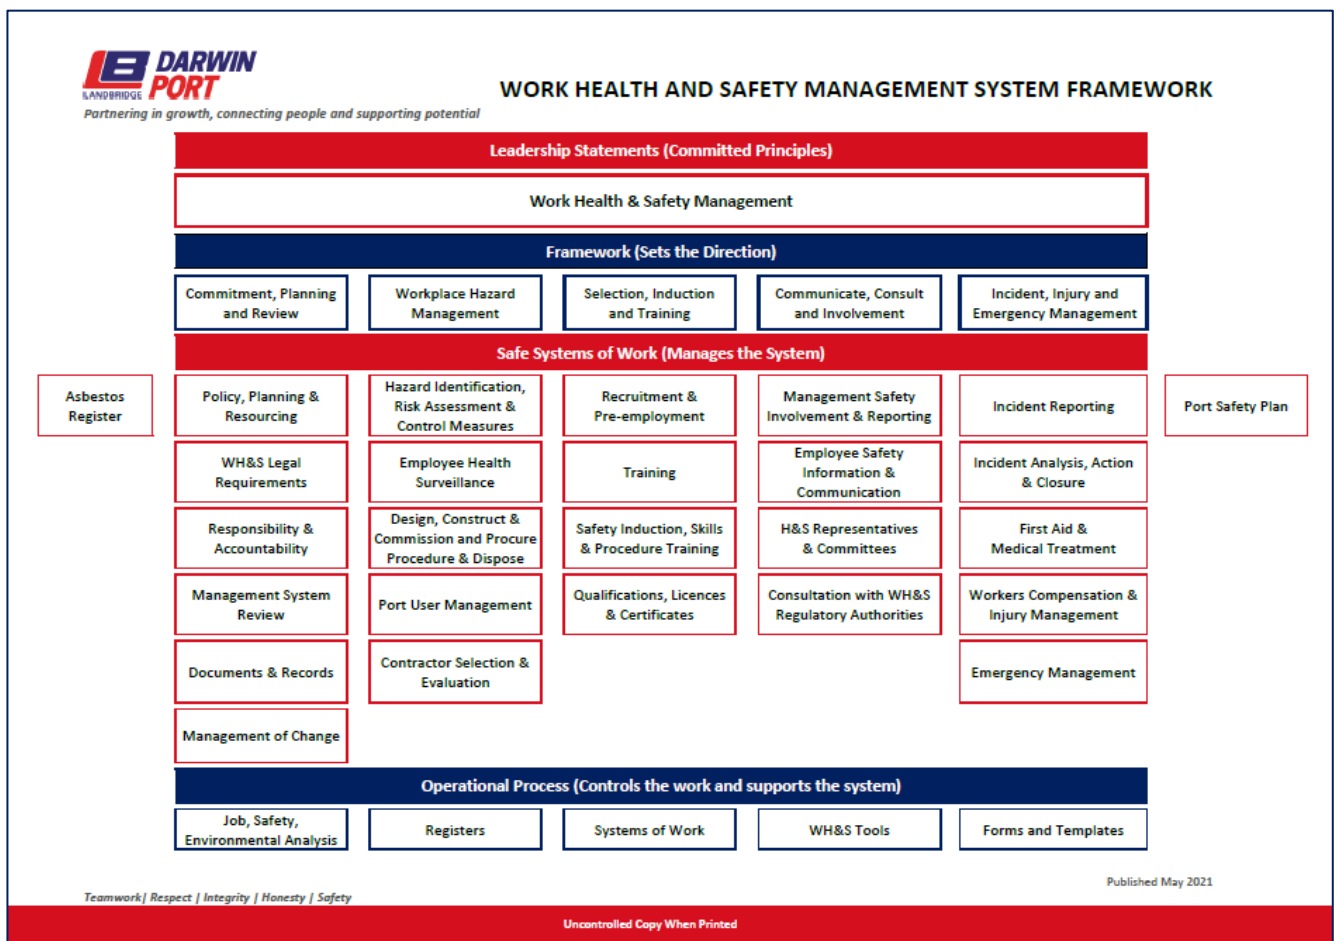 DARWIN
PORT
LANDBRIDGE
Partnering in growth, connecting people and supporting potential
WORK HEALTH AND SAFETY MANAGEMENT SYSTEM FRAMEWORK
Leadership Statements (Committed Principles)
Work Health & Safety Management
Framework (Sets the Direction)
Commitment, Planning
and Review
Workplace Hazard
Management
Selection, Induction
and Training
Communicate, Consult
and Involvement
Incident, Injury and
Emergency Management
Safe Systems of Work (Manages the System)
Asbestos
Register
Policy, Planning &
Resourcing
Hazard Identification,
Risk Assessment &
Control Measures
Recruitment &
Pre-employment
Management Safety
Involvement & Reporting
Incident Reporting
Port Safety Plan
WH&S Legal
Requirements
Employee Health
Surveillance
Training
Employee Safety
Information &
Communication
Incident Analysis, Action
& Closure
Responsibility &
Accountability
Design, Construct &
Commission and Procure
Procedure & Dispose
Safety Induction, Skills
& Procedure Training
H&S Representatives
& Committees
First Aid &
Medical Treatment
Management System
Review
Port User Management
Qualifications, Licences
& Certificates
Consultation with WH&S
Regulatory Authorities
Workers Compensation &
Injury Management
Documents & Records
Contractor Selection &
Evaluation
Emergency Management
Management of Change
Operational Process (Controls the work and supports the system)
Job, Safety,
Environmental Analysis
Registers
Systems of Work
WH&S Tools
Forms and Templates
Published May 2021
Teamwork| Respect | Integrity | Honesty | Safety
Uncontrolled Copy When Printed